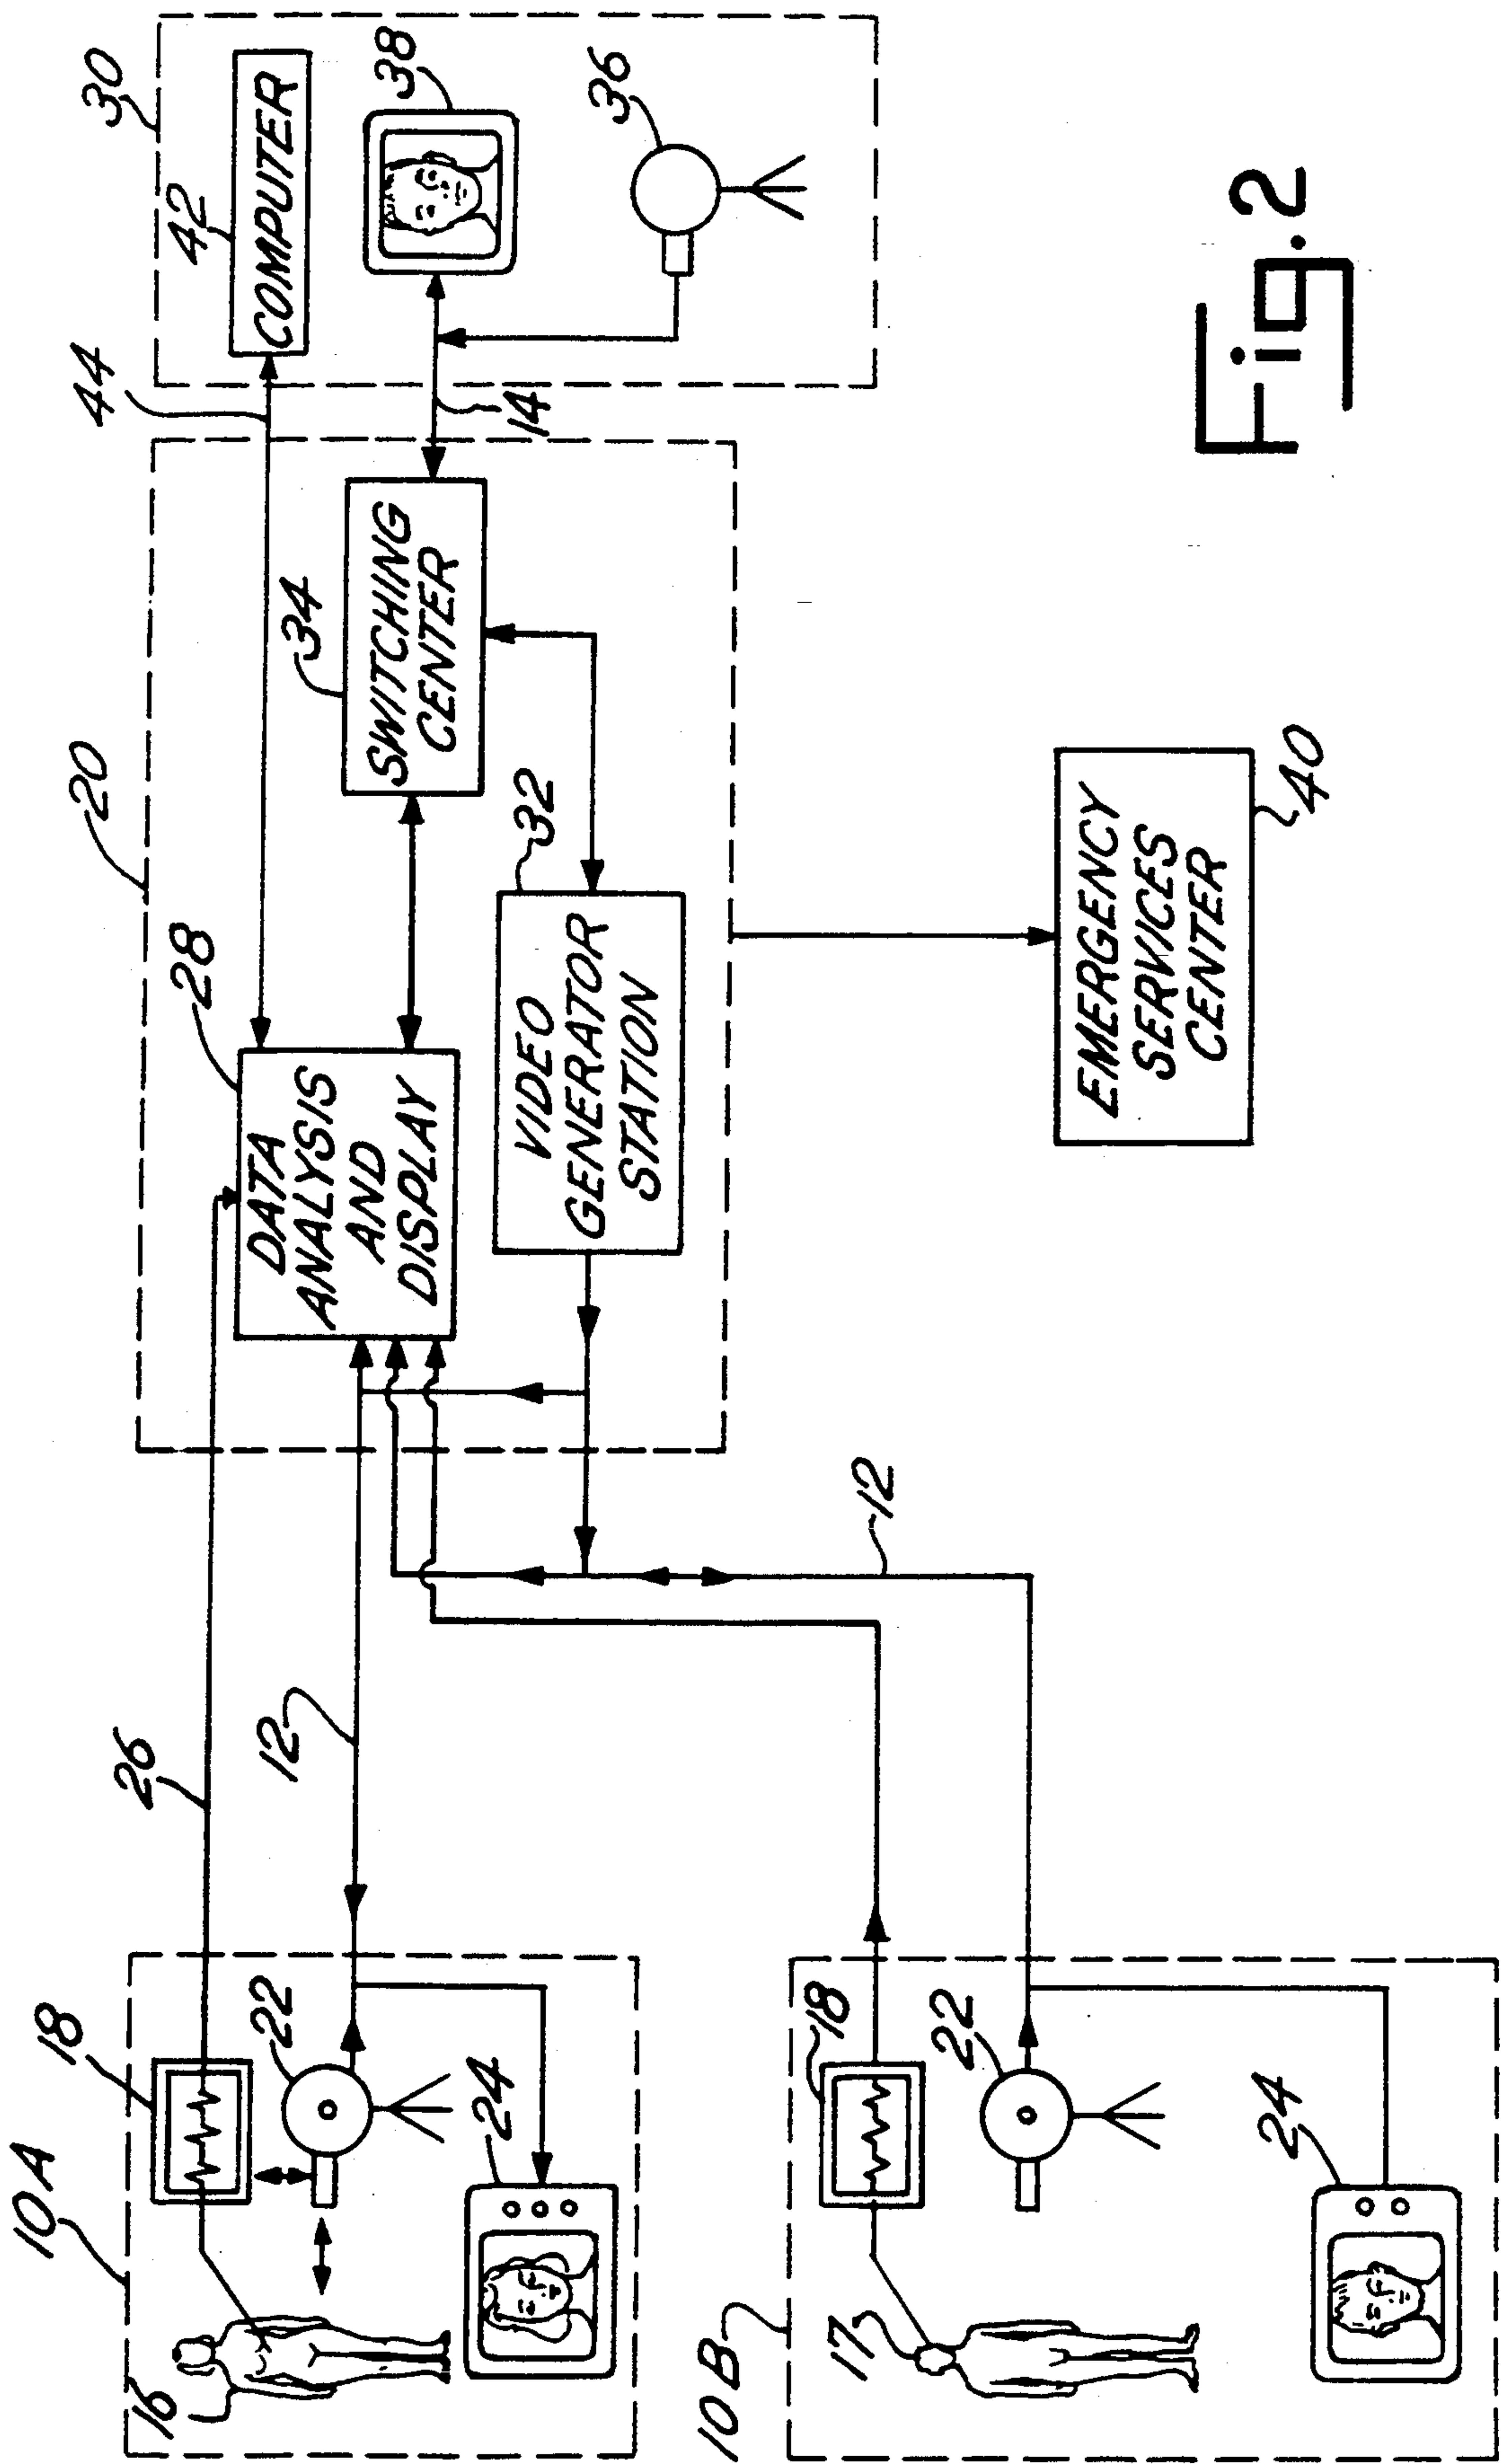 10A
16
18
22
24
26
12
10B
17
18
22
24
12
20
28
DATA
ANALYSIS
AND
DISPLAY
32
VIDEO
GENERATOR
STATION
34
SWITCHING
CENTER
44
14
30
42
COMPUTER
38
36
EMERGENCY
SERVICES
CENTER
40
Fig. 2